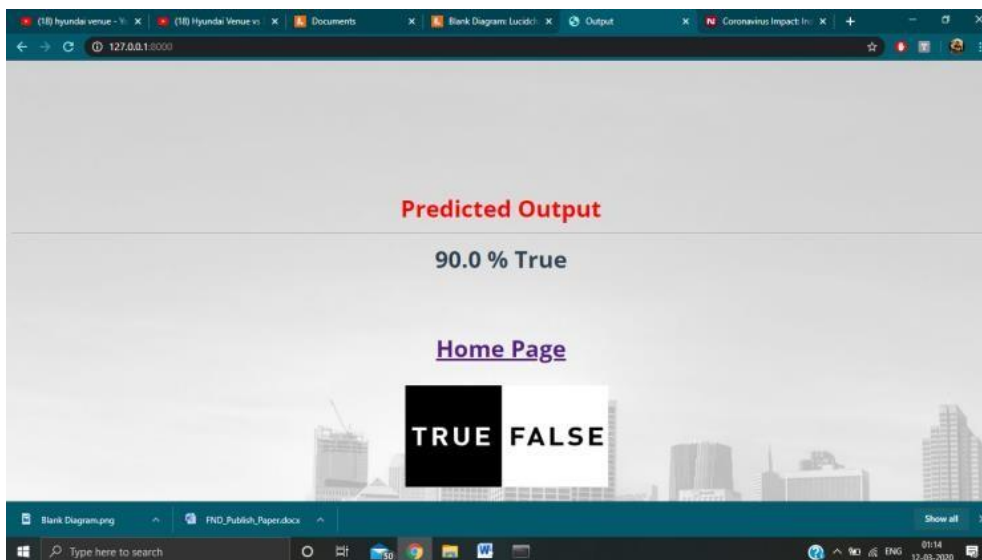 (18) hyundai venue - Yo
(18) Hyundai Venue vs
Documents
Blank Diagram: Lucidch
Output
Coronavirus Impact: In
127.0.0.1:8000
Predicted Output
90.0 % True
Home Page
TRUE FALSE
Blank Diagram.png
FND_Publish_Paper.docx
Show all
Type here to search
50
W
ENG
01:14
12-03-2020